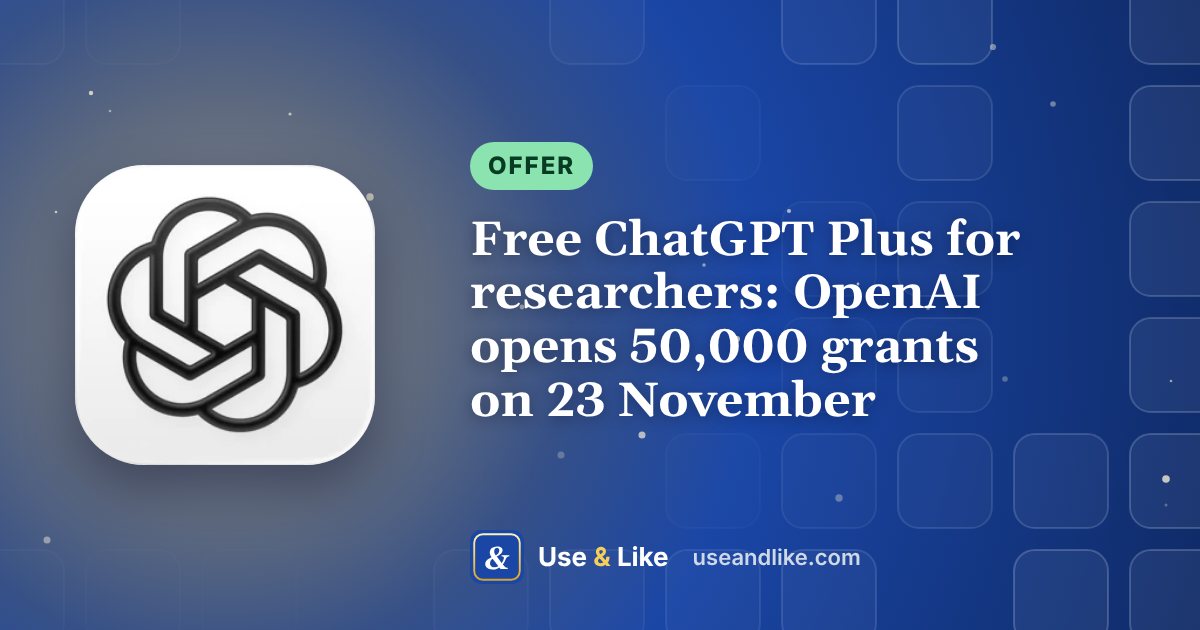 OFFER
Free ChatGPT Plus for
researchers: OpenAI
opens 50,000 grants
on 23 November
& Use & Like useandlike.com